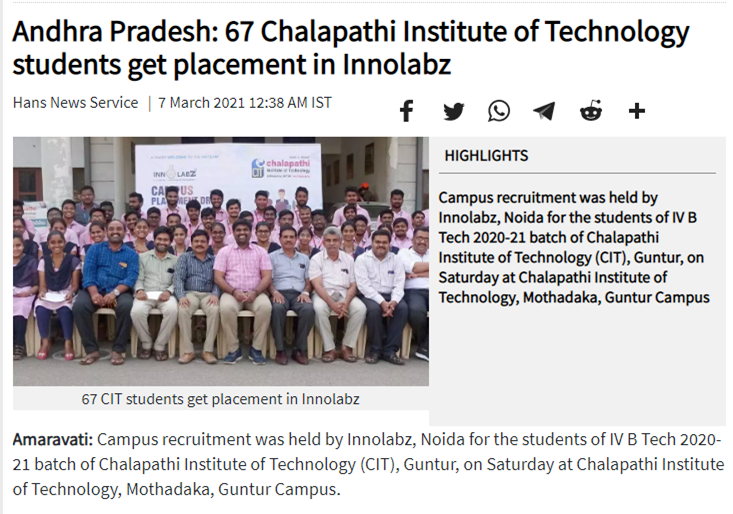 Andhra Pradesh: 67 Chalapathi Institute of Technology
students get placement in Innolabz
Hans News Service | 7 March 2021 12:38 AM IST
INNOLABZ
chalapathi
Institute of Technology
CIT
CAMPUS
PLACEMENT DR
67 CIT students get placement in Innolabz
HIGHLIGHTS
Campus recruitment was held by
Innolabz, Noida for the students of IV B
Tech 2020-21 batch of Chalapathi
Institute of Technology (CIT), Guntur, on
Saturday at Chalapathi Institute of
Technology, Mothadaka, Guntur Campus
Amaravati: Campus recruitment was held by Innolabz, Noida for the students of IV B Tech 2020-
21 batch of Chalapathi Institute of Technology (CIT), Guntur, on Saturday at Chalapathi Institute
of Technology, Mothadaka, Guntur Campus.